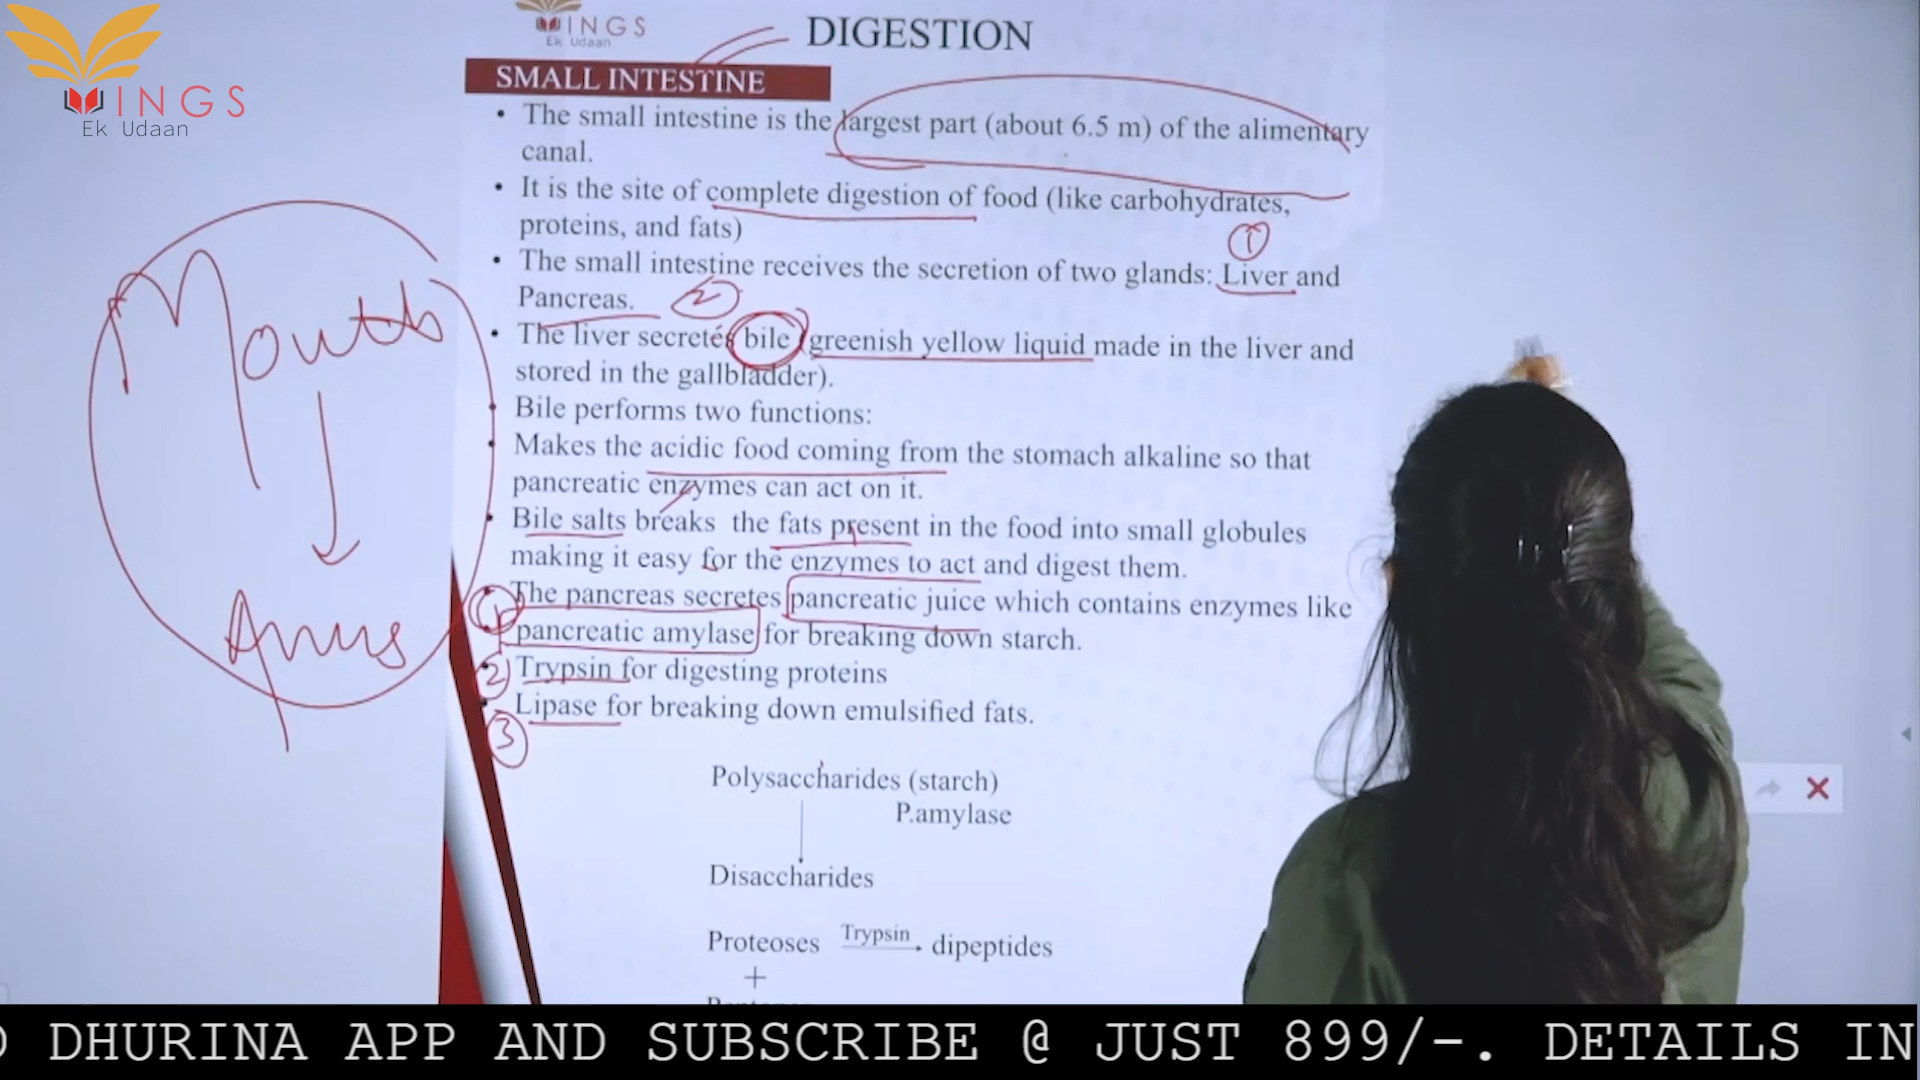 WINGS
Ek Udaan
WINGS
Ek Udaan
DIGESTION
SMALL INTESTINE
• The small intestine is the largest part (about 6.5 m) of the alimentary
canal.
• It is the site of complete digestion of food (like carbohydrates,
proteins, and fats)
①
• The small intestine receives the secretion of two glands: Liver and
Pancreas. ②
• The liver secretes bile (greenish yellow liquid made in the liver and
stored in the gallbladder).
• Bile performs two functions:
• Makes the acidic food coming from the stomach alkaline so that
pancreatic enzymes can act on it.
• Bile salts breaks the fats present in the food into small globules
making it easy for the enzymes to act and digest them.
① The pancreas secretes pancreatic juice which contains enzymes like
pancreatic amylase for breaking down starch.
② Trypsin for digesting proteins
• Lipase for breaking down emulsified fats.
③
Polysaccharides (starch)
P.amylase
Disaccharides
Proteoses Trypsin dipeptides
+
Mouth
Anus
DHURINA APP AND SUBSCRIBE @ JUST 899/-. DETAILS IN